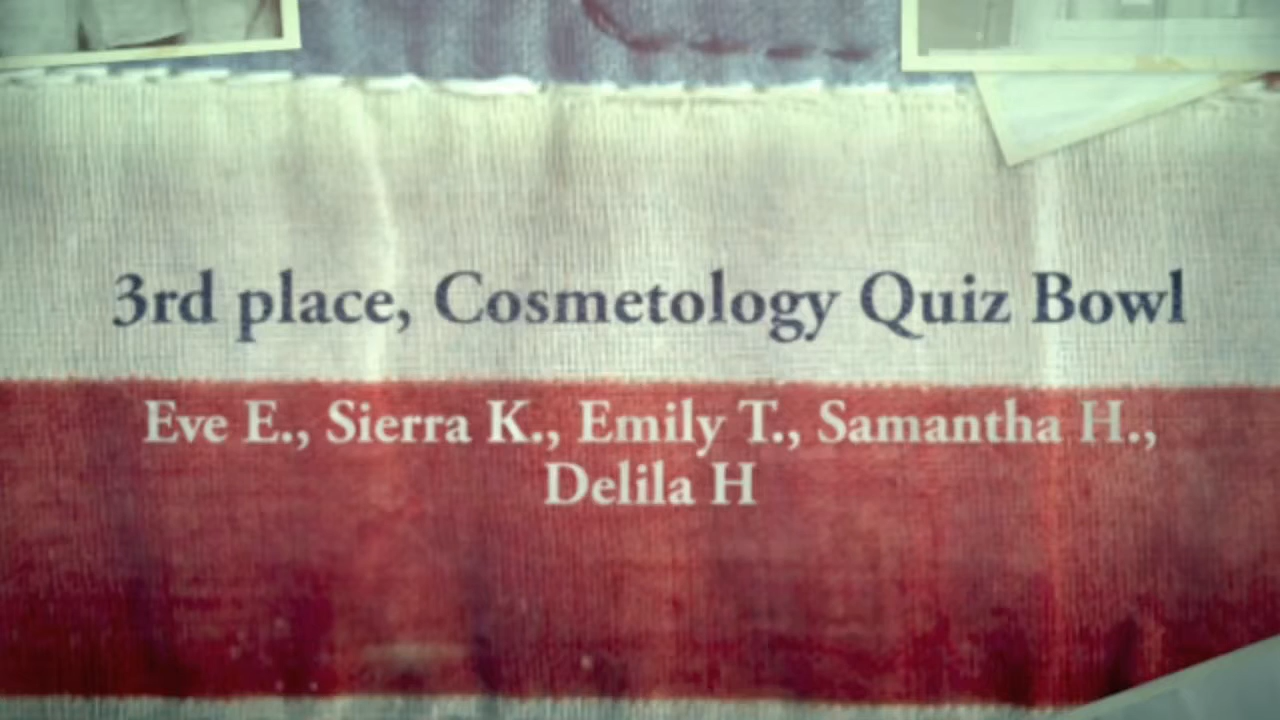 3rd place, Cosmetology Quiz Bowl
Eve E., Sierra K., Emily T., Samantha H.,
Delila H